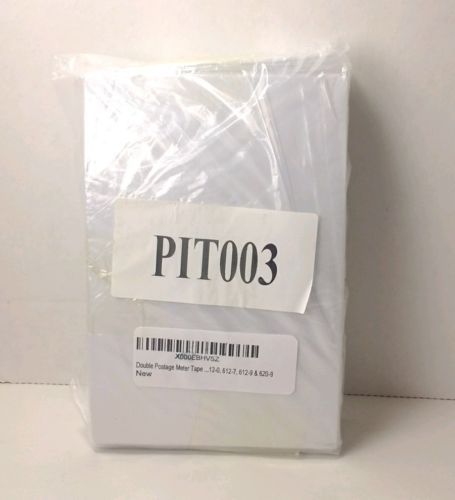 PIT003
X000EBHVSZ
Double Postage Meter Tape ...12-0, 612-7, 612-9 & 620-9
New